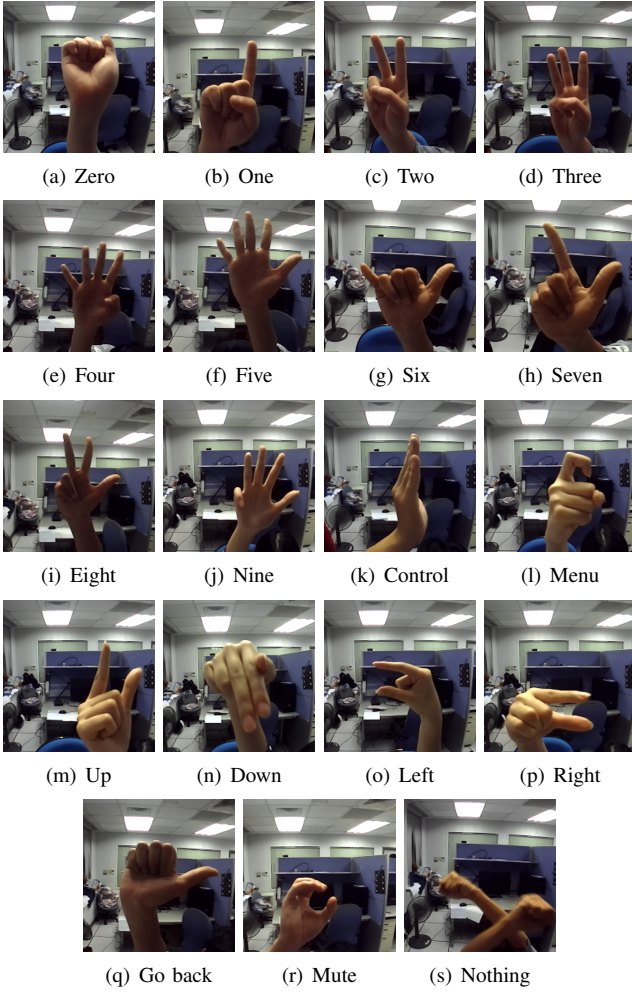 (a) Zero
(b) One
(c) Two
(d) Three
(e) Four
(f) Five
(g) Six
(h) Seven
(i) Eight
(j) Nine
(k) Control
(l) Menu
(m) Up
(n) Down
(o) Left
(p) Right
(q) Go back
(r) Mute
(s) Nothing